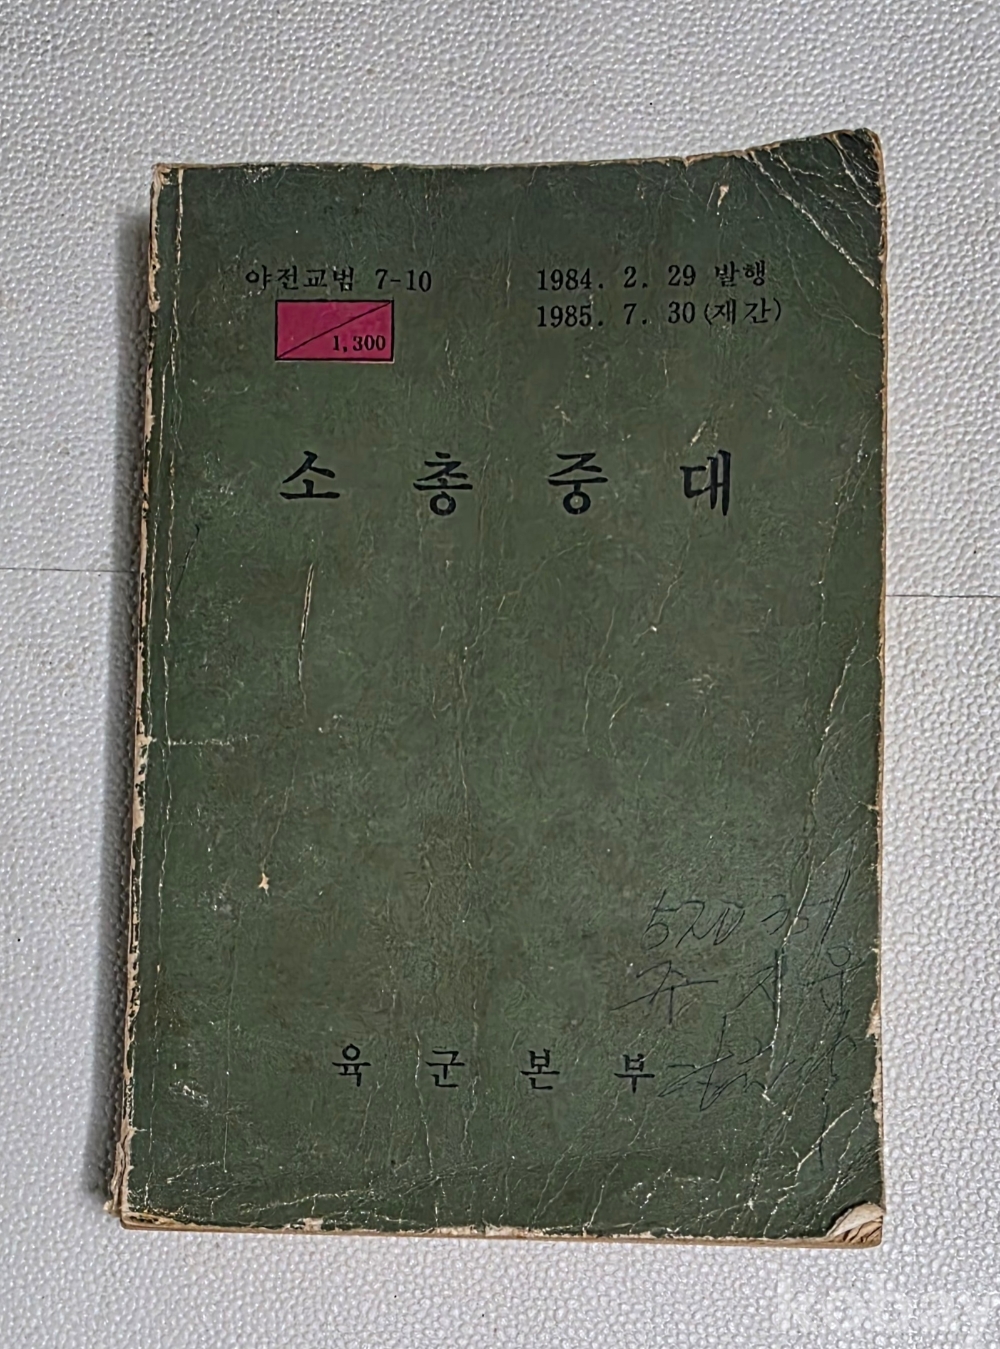 야전교범 7-10
1984. 2. 29 발행
1985. 7. 30(재간)
1,300
소총중대
육군본부